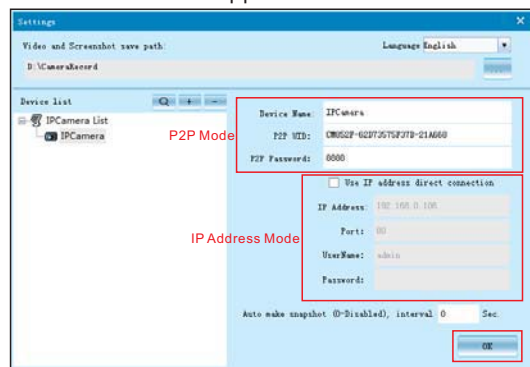 Settings
Video and Screenshot save path:
Language English
D:\CameraRecord
Device list
Q + -
IPCamera List
IPCamera
P2P Mode
Device Name: IPCamera
P2P UID:
P2P Password: 0000
Use IP address direct connection
IP Address Mode
IP Address: 192.168.0.106
Port: 80
UserName: admin
Password:
Auto make snapshot (0-Disabled), interval 0 Sec.
OK